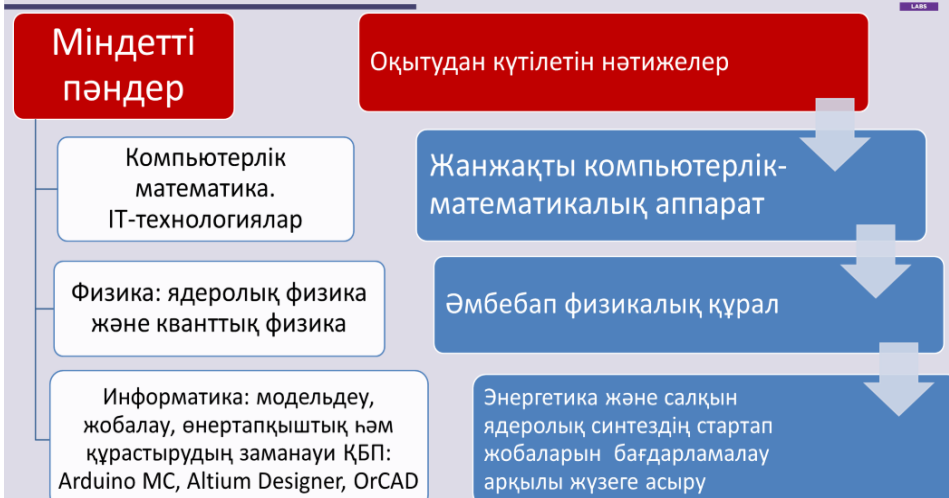 LABS
Міндетті
пәндер
Оқытудан күтілетін нәтижелер
Компьютерлік
математика.
IT-технологиялар
Жанжақты компьютерлік-
математикалық аппарат
Физика: ядеролық физика
және кванттық физика
Әмбебап физикалық құрал
Информатика: модельдеу,
жобалау, өнертапқыштық һәм
құрастырудың заманауи ҚБП:
Arduino MC, Altium Designer, OrCAD
Энергетика және салқын
ядеролық синтездің стартап
жобаларын бағдарламалау
арқылы жүзеге асыру